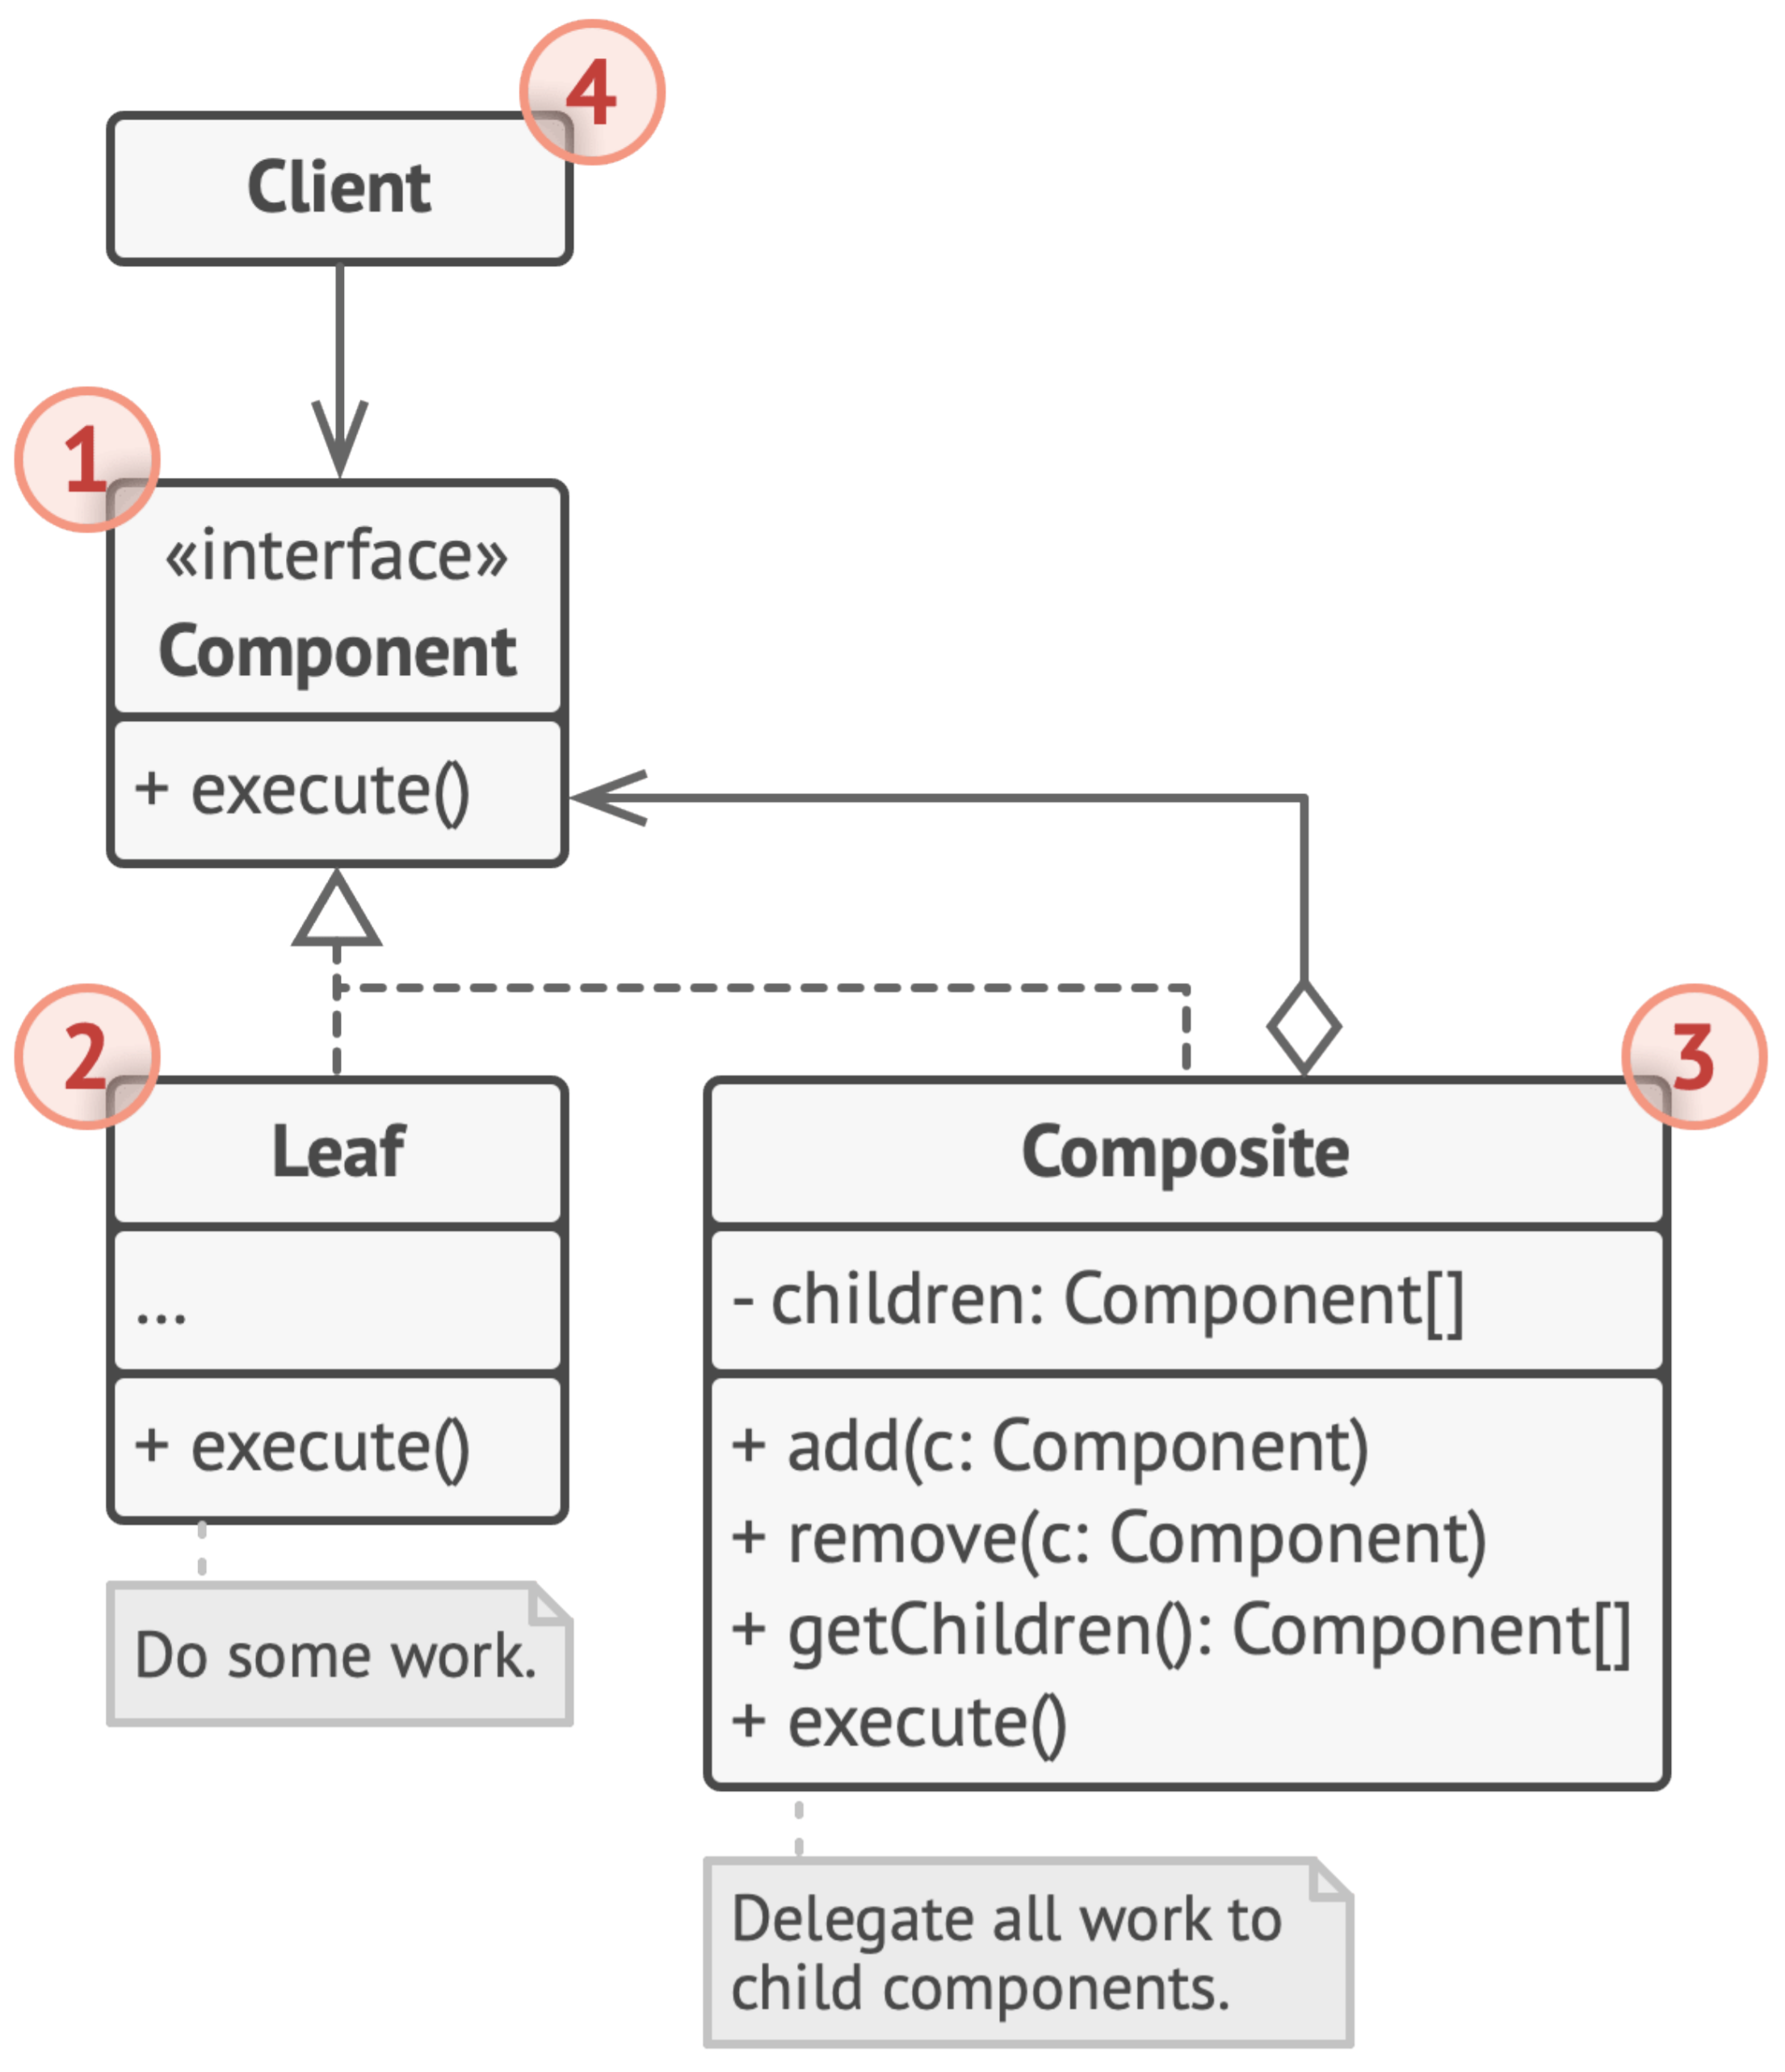 4
Client
1
«interface»
Component
+ execute()
2
Leaf
...
+ execute()
Do some work.
3
Composite
- children: Component[]
+ add(c: Component)
+ remove(c: Component)
+ getChildren(): Component[]
+ execute()
Delegate all work to
child components.